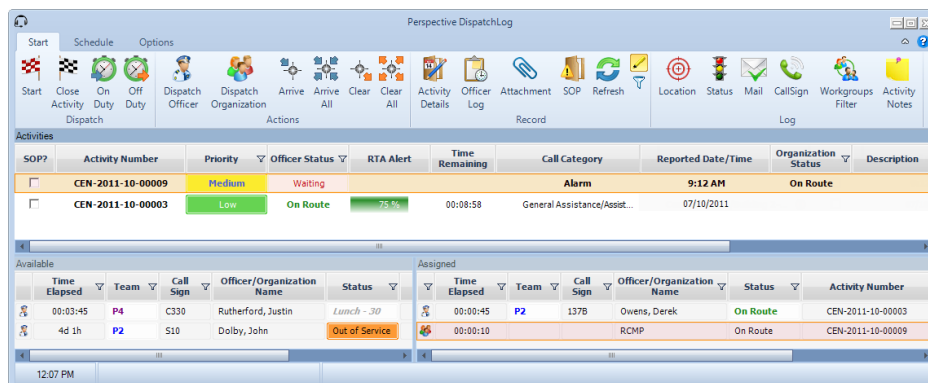 Perspective DispatchLog
Start Schedule Options
Start Close Activity On Duty Off Duty Dispatch Officer Dispatch Organization Arrive Arrive All Clear Clear All Activity Details Officer Log Attachment SOP Refresh Location Status Mail CallSign Workgroups Filter Activity Notes
Dispatch Actions Record Log
Activities
SOP? Activity Number Priority Officer Status RTA Alert Time Remaining Call Category Reported Date/Time Organization Status Description
CEN-2011-10-00009 Medium Waiting Alarm 9:12 AM On Route
CEN-2011-10-00003 Low On Route 75 % 00:08:58 General Assistance/Assist... 07/10/2011
Available
Time Elapsed Team Call Sign Officer/Organization Name Status
00:03:45 P4 C330 Rutherford, Justin Lunch - 30
4d 1h P2 S10 Dolby, John Out of Service
Assigned
Time Elapsed Team Call Sign Officer/Organization Name Status Activity Number
00:00:45 P2 137B Owens, Derek On Route CEN-2011-10-00003
00:00:10 RCMP On Route CEN-2011-10-00009
12:07 PM